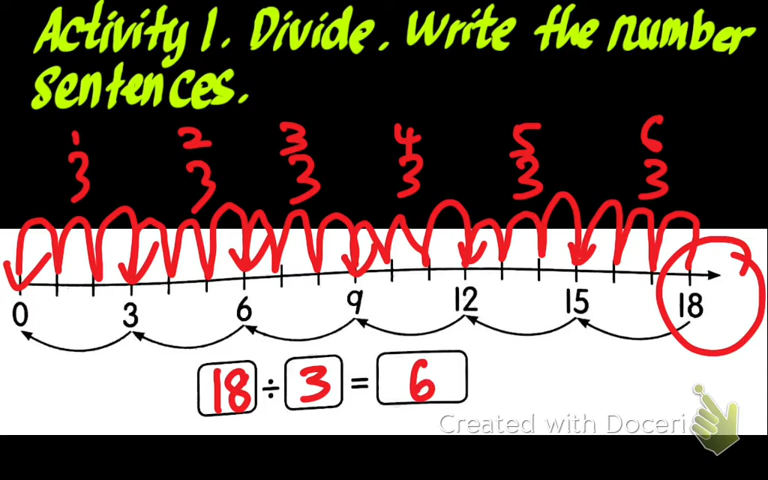 Activity 1. Divide. Write the number
sentences.
1 2 3 4 5 6
3 3 3 3 3 3
0 3 6 9 12 15 18
18 ÷ 3 = 6
Created with Doceri